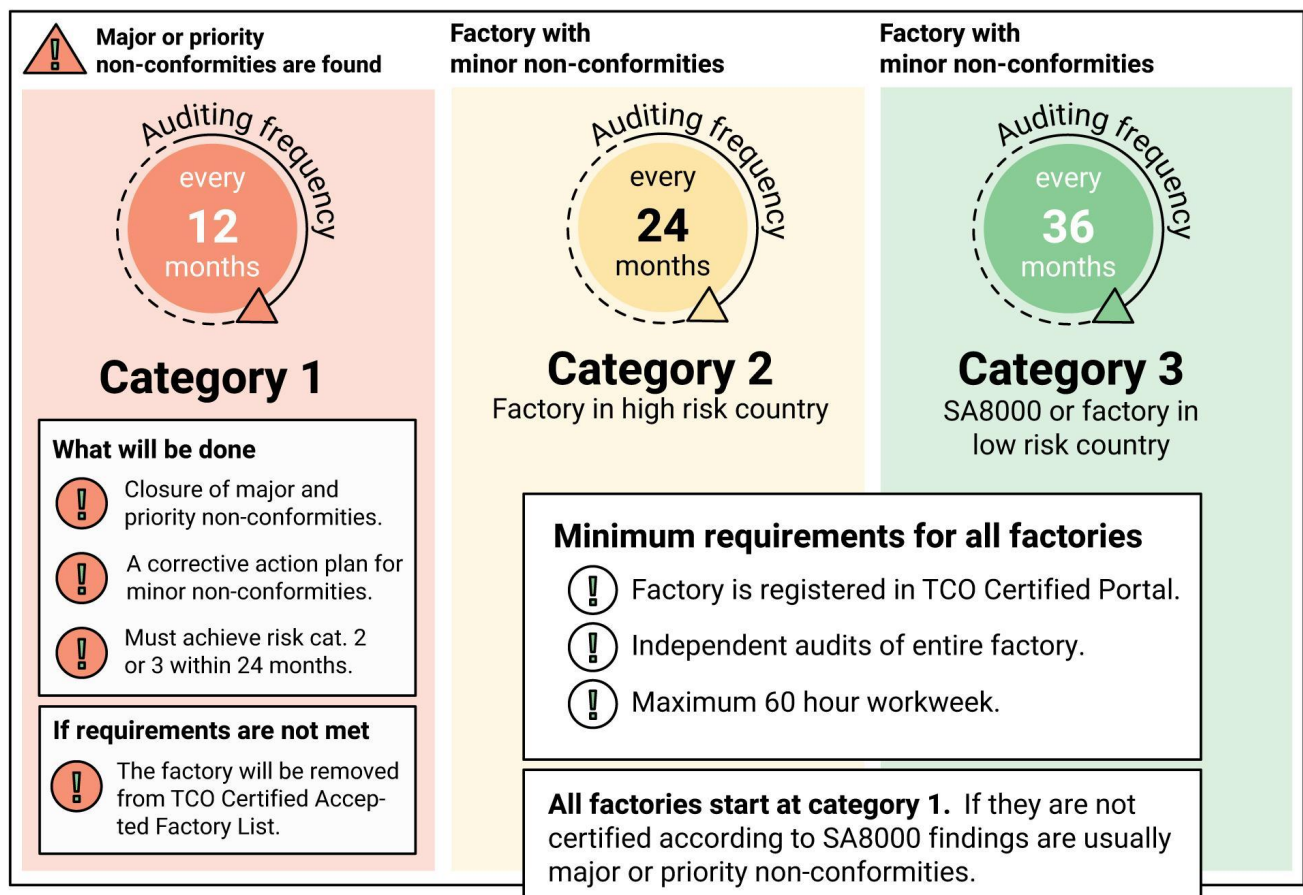 Major or priority
non-conformities are found
Auditing frequency
every
12
months
Category 1
What will be done
Closure of major and
priority non-conformities.
A corrective action plan for
minor non-conformities.
Must achieve risk cat. 2
or 3 within 24 months.
If requirements are not met
The factory will be removed
from TCO Certified Accep-
ted Factory List.
Factory with
minor non-conformities
Auditing frequency
every
24
months
Category 2
Factory in high risk country
Factory with
minor non-conformities
Auditing frequency
every
36
months
Category 3
SA8000 or factory in
low risk country
Minimum requirements for all factories
Factory is registered in TCO Certified Portal.
Independent audits of entire factory.
Maximum 60 hour workweek.
All factories start at category 1. If they are not
certified according to SA8000 findings are usually
major or priority non-conformities.